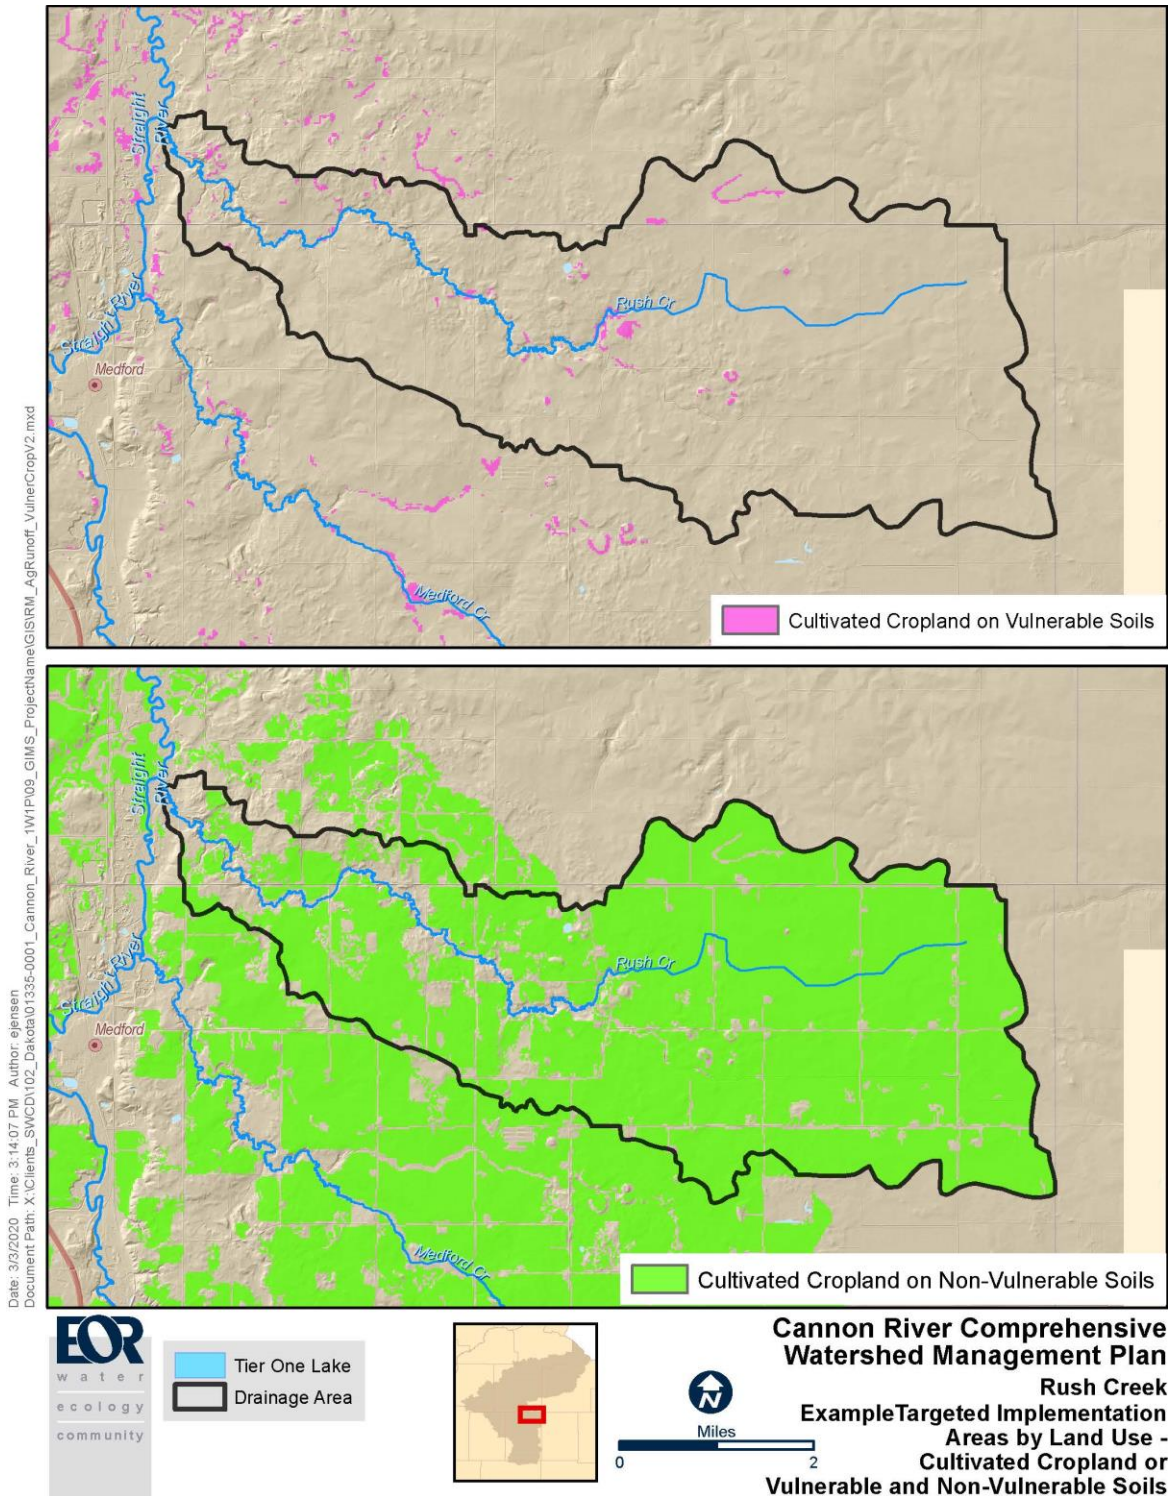 Straight
River
Straight River
Medford
Rush Cr
Medford Cr
Cultivated Cropland on Vulnerable Soils
Straight
River
Straight River
Medford
Rush Cr
Medford Cr
Cultivated Cropland on Non-Vulnerable Soils
Date: 3/3/2020 Time: 3:14:07 PM Author: ejensen
Document Path: X:\Clients_SWCD\102_Dakota\01335-0001_Cannon_River_1W1P\09_GIMS_ProjectName\GIS\RM_AgRunoff_VulnerCropV2.mxd
EOR
water
ecology
community
Tier One Lake
Drainage Area
N
Miles
0 2
Cannon River Comprehensive
Watershed Management Plan
Rush Creek
ExampleTargeted Implementation
Areas by Land Use -
Cultivated Cropland or
Vulnerable and Non-Vulnerable Soils